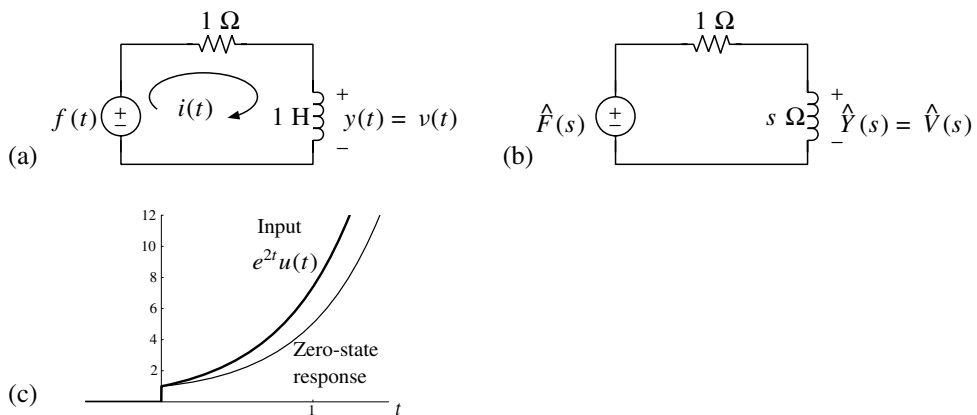 1 Ω
f(t)
+
−
i(t)
1 H
+
y(t) = v(t)
−
(a)
1 Ω
F̂(s)
+
−
s Ω
+
Ŷ(s) = V̂(s)
−
(b)
12
10
8
6
4
2
Input
e^{2t}u(t)
Zero-state
response
1
t
(c)